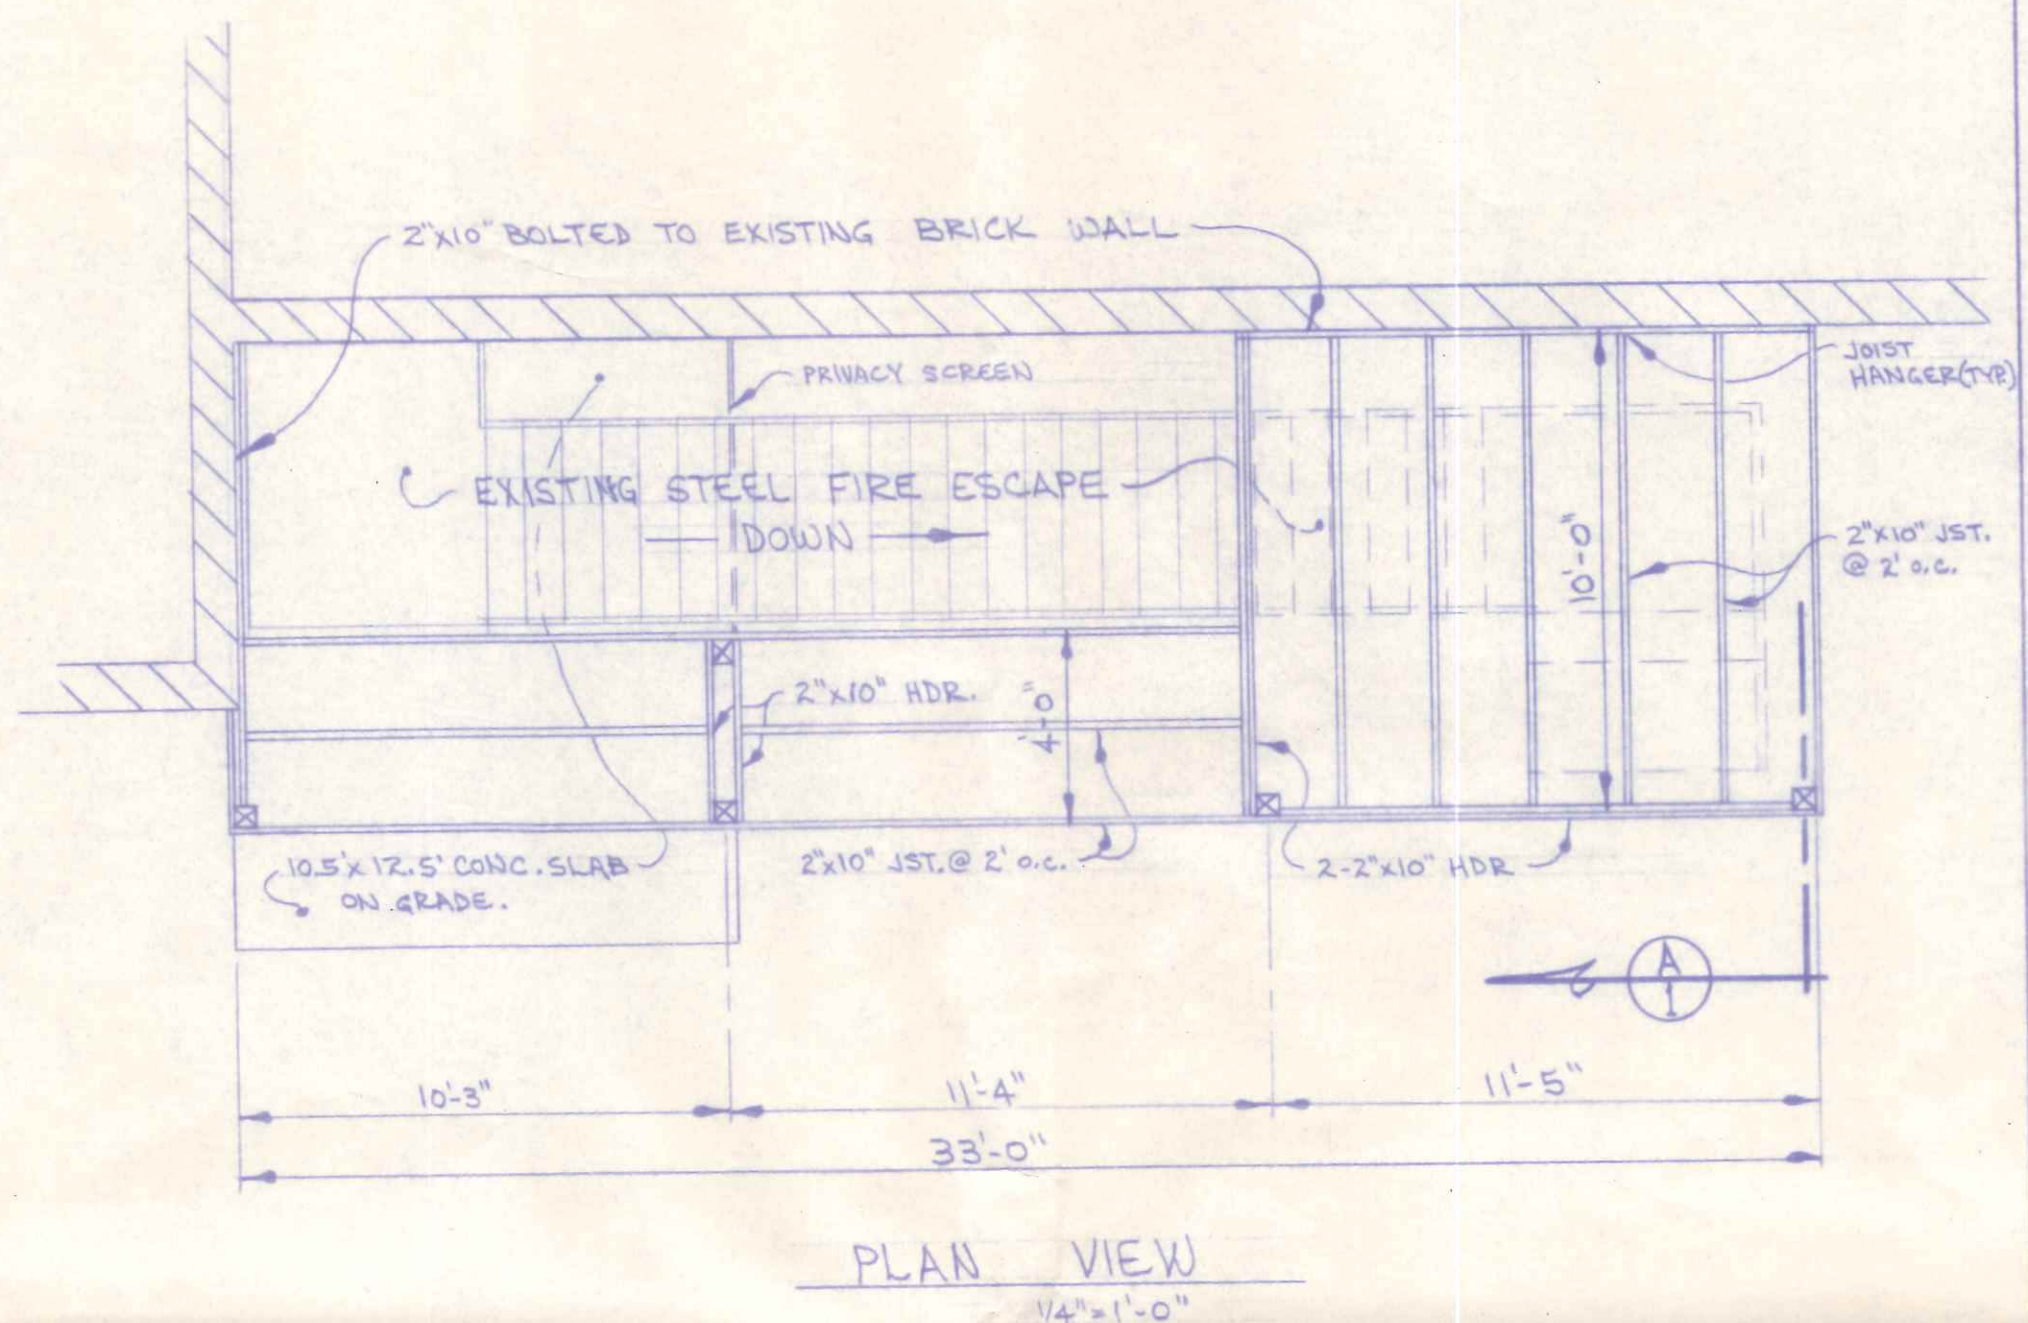 2"x10" BOLTED TO EXISTING BRICK WALL
JOIST
HANGER(TYP.)
PRIVACY SCREEN
EXISTING STEEL FIRE ESCAPE
DOWN
10'-0"
2"x10" JST.
@ 2' o.c.
2"x10" HDR.
4'-0"
10.5'x12.5' CONC. SLAB
ON GRADE.
2"x10" JST. @ 2' o.c.
2-2"x10" HDR
A
1
10'-3"
11'-4"
11'-5"
33'-0"
PLAN VIEW
1/4"=1'-0"